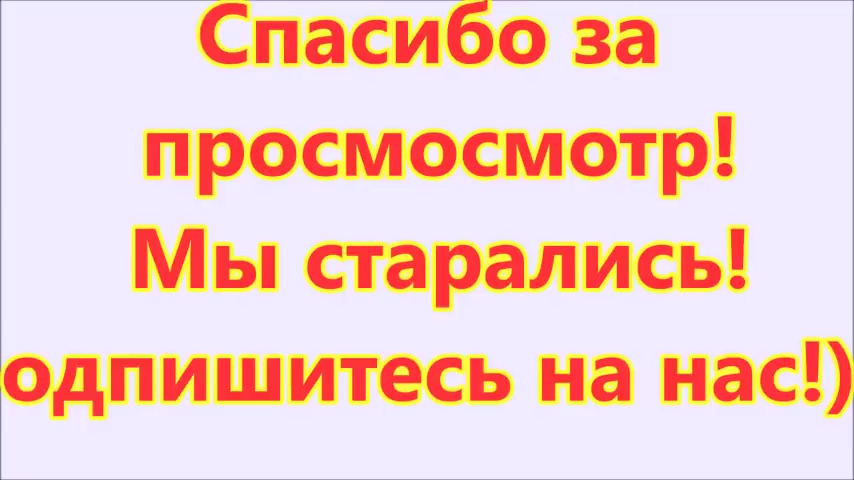 Спасибо за
просмосмотр!
Мы старались!
одпишитесь на нас!)